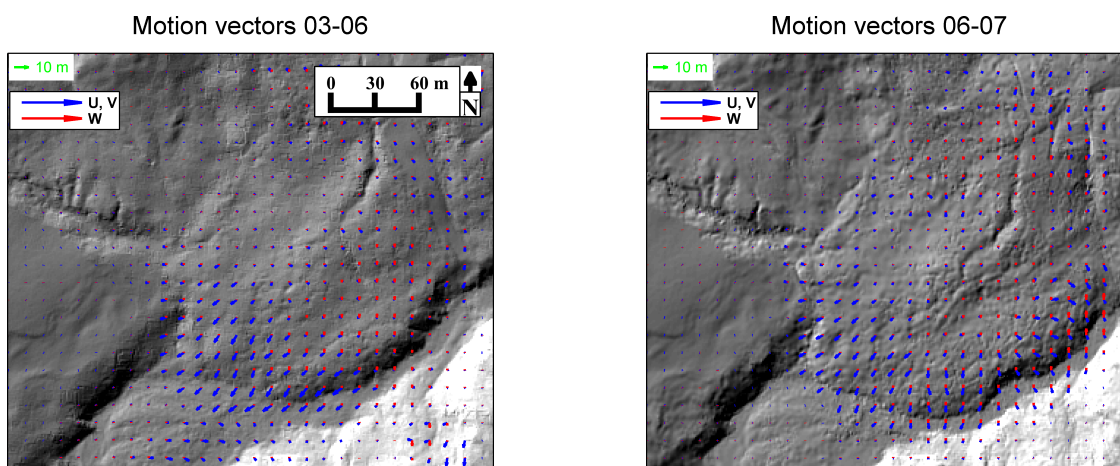 Motion vectors 03-06
10 m
U, V
W
0 30 60 m
N
Motion vectors 06-07
10 m
U, V
W